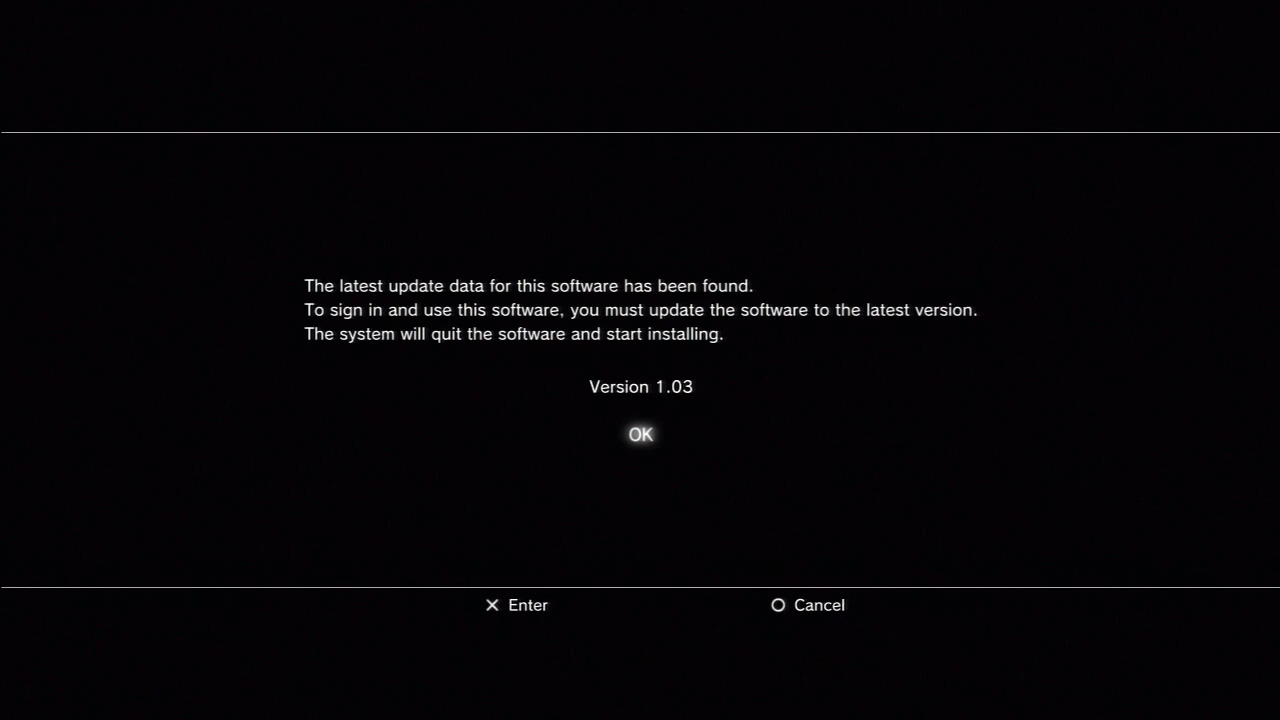 The latest update data for this software has been found.
To sign in and use this software, you must update the software to the latest version.
The system will quit the software and start installing.
Version 1.03
OK
Enter
Cancel